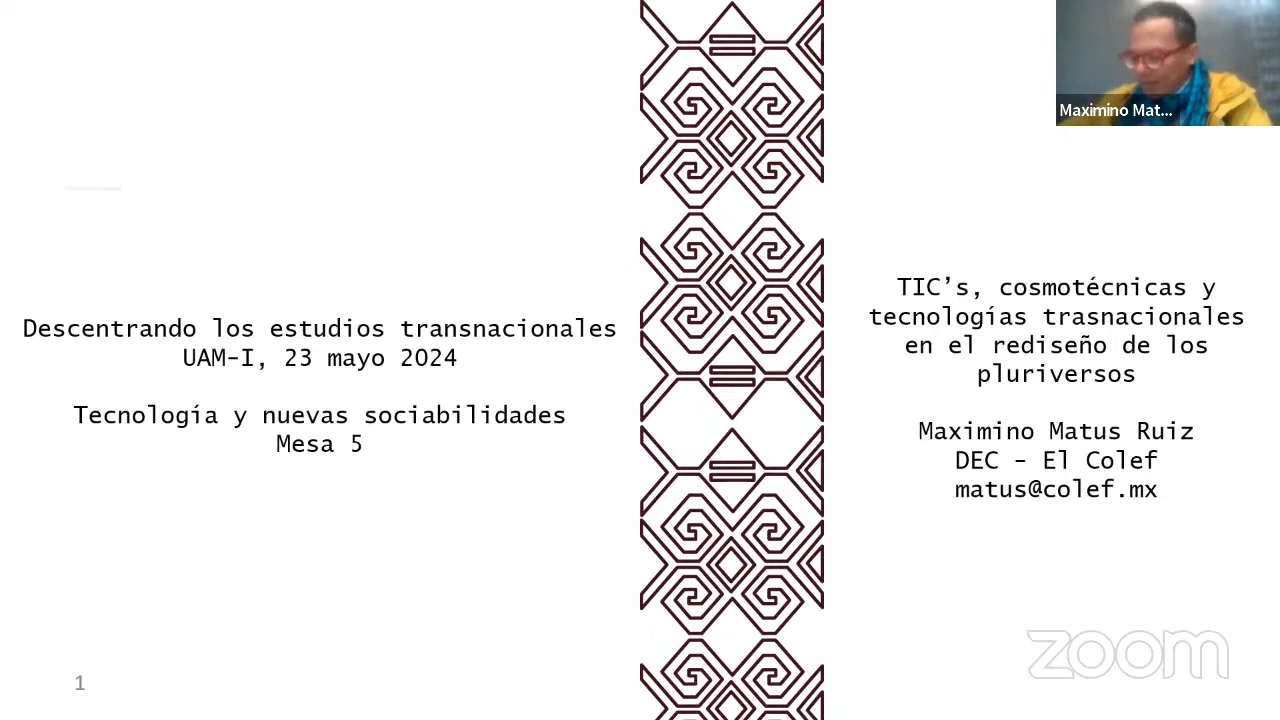 Maximino Mat...
Descentrando los estudios transnacionales
UAM-I, 23 mayo 2024
Tecnología y nuevas sociabilidades
Mesa 5
TIC’s, cosmotécnicas y
tecnologías trasnacionales
en el rediseño de los
pluriversos
Maximino Matus Ruiz
DEC – El Colef
matus@colef.mx
zoom
1